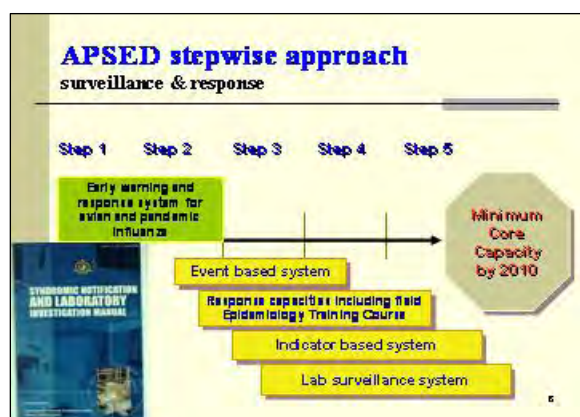 APSED stepwise approach
surveillance & response
Step 1 Step 2 Step 3 Step 4 Step 5
Early warning and
response system for
avian and pandemic
Influenza
Minimum
Core
Capacity
by 2010
Event based system
SYNDROMIC NOTIFICATION
AND LABORATORY
INVESTIGATION MANUAL
Response capacities including field
Epidemiology Training Course
Indicator based system
Lab surveillance system